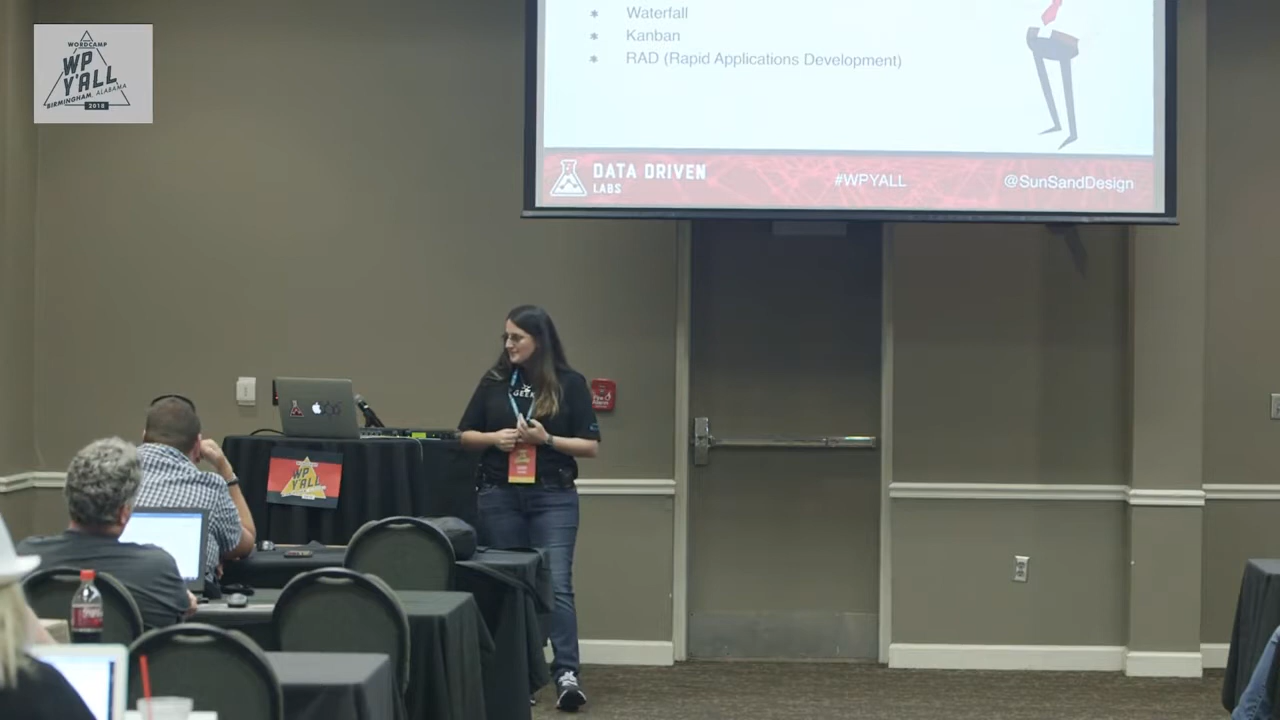 WORDCAMP
WP
Y'ALL
BIRMINGHAM, ALABAMA
2018
Waterfall
Kanban
RAD (Rapid Applications Development)
DATA DRIVEN
LABS
#WPYALL
@SunSandDesign
GEEK
WP
Y'ALL